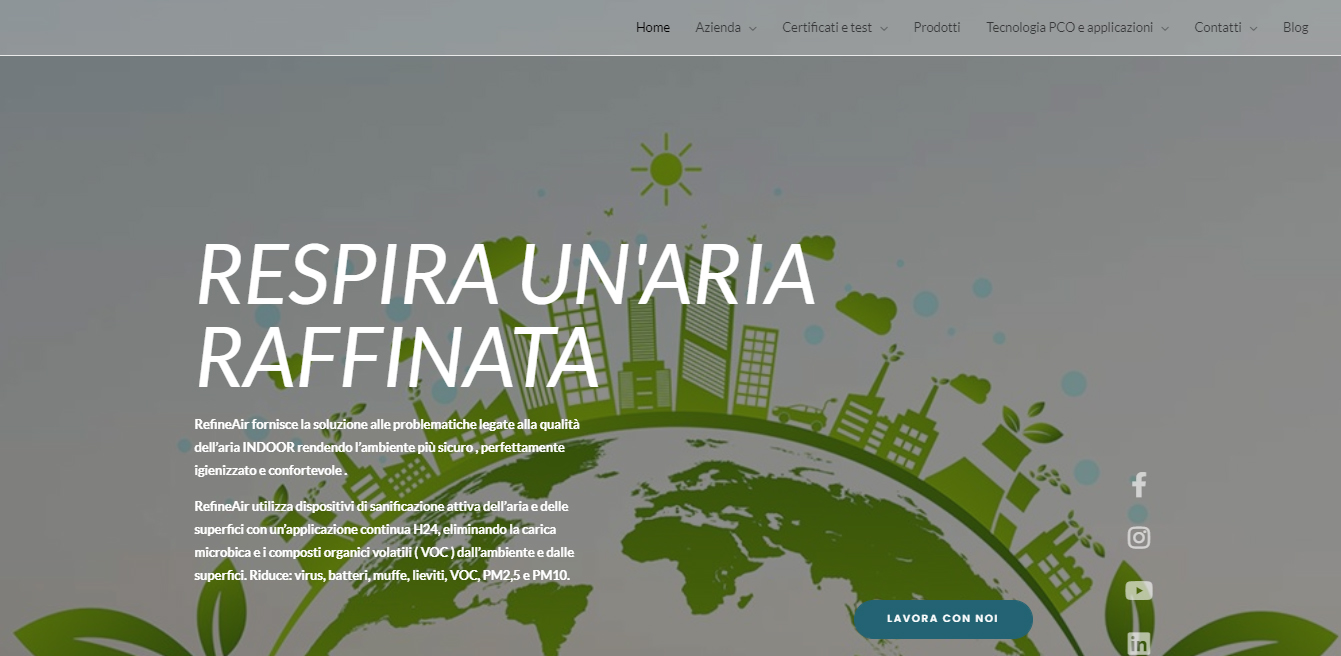 Home Azienda Certificati e test Prodotti Tecnologia PCO e applicazioni Contatti Blog
RESPIRA UN'ARIA
RAFFINATA
RefineAir fornisce la soluzione alle problematiche legate alla qualità
dell'aria INDOOR rendendo l'ambiente più sicuro , perfettamente
igienizzato e confortevole .
RefineAir utilizza dispositivi di sanificazione attiva dell'aria e delle
superfici con un'applicazione continua H24, eliminando la carica
microbica e i composti organici volatili ( VOC ) dall'ambiente e dalle
superfici. Riduce: virus, batteri, muffe, lieviti, VOC, PM2,5 e PM10.
LAVORA CON NOI